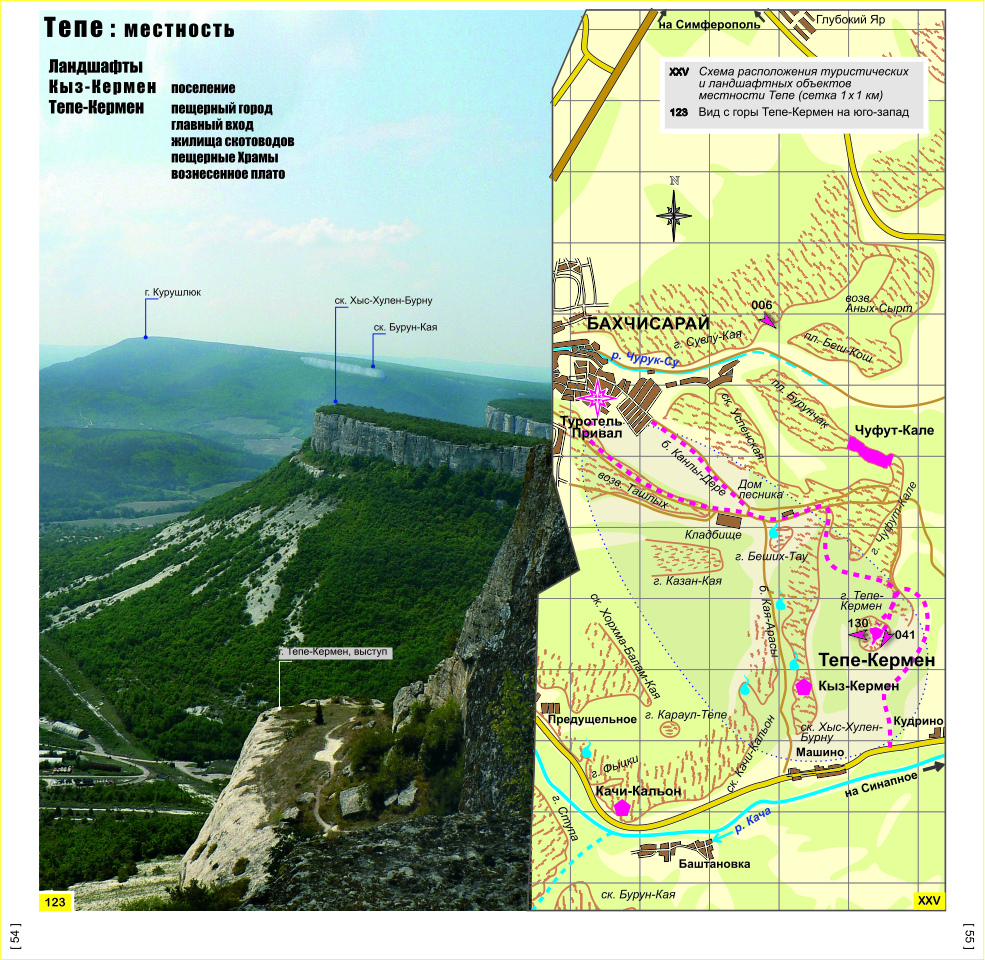 Тепе : местность
Ландшафты
Кыз-Кермен поселение
Тепе-Кермен пещерный город
главный вход
жилища скотоводов
пещерные Храмы
вознесенное плато
г. Курушлюк
ск. Хыс-Хулен-Бурну
ск. Бурун-Кая
г. Тепе-Кермен, выступ
123
[ 54 ]
на Симферополь
Глубокий Яр
XXV Схема расположения туристических
и ландшафтных объектов
местности Тепе (сетка 1 х 1 км)
123 Вид с горы Тепе-Кермен на юго-запад
N
возв.
Аных-Сырт
006
БАХЧИСАРАЙ
г. Сувлу-Кая
пл. Беш-Кош
р. Чурук-Су
пл. Бурунчак
ск. Успенская
Туротель
Привал
Чуфут-Кале
б. Канлы-Дере
возв. Ташлых
Дом
лесника
Кладбище
г. Чуфут-Кале
г. Беших-Тау
г. Казан-Кая
б. Кая-Арасы
г. Тепе-
Кермен
ск. Хорхма-Балам-Кая
130
041
Тепе-Кермен
Кыз-Кермен
Предущельное
г. Караул-Тепе
ск. Качи-Кальон
ск. Хыс-Хулен-
Бурну
Кудрино
Машино
г. Фыцки
Качи-Кальон
на Синапное
г. Ступа
р. Кача
Баштановка
ск. Бурун-Кая
XXV
[ 55 ]